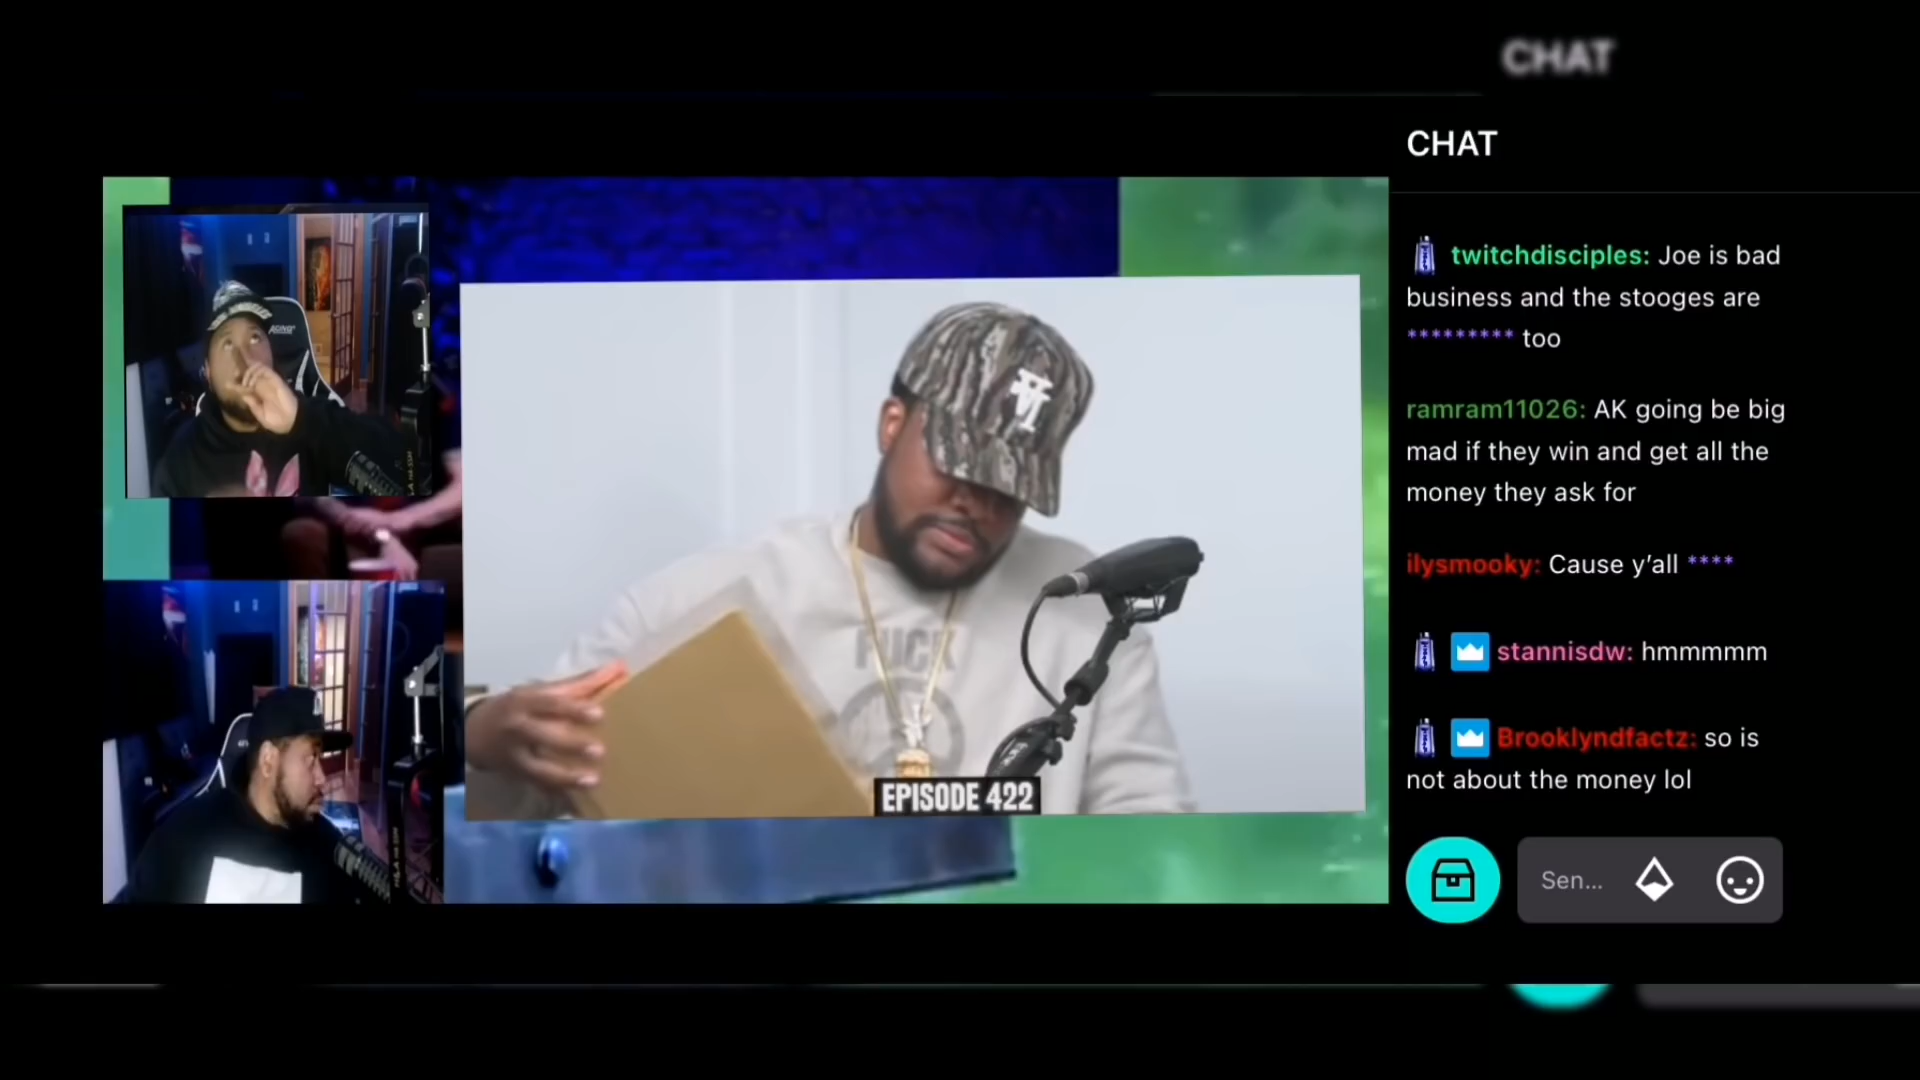 CHAT
CHAT
twitchdisciples: Joe is bad
business and the stooges are
********* too
ramram11026: AK going be big
mad if they win and get all the
money they ask for
ilysmooky: Cause y’all ****
stannisdw: hmmmmm
Brooklyndfactz: so is
not about the money lol
Sen...
FUCK
EPISODE 422